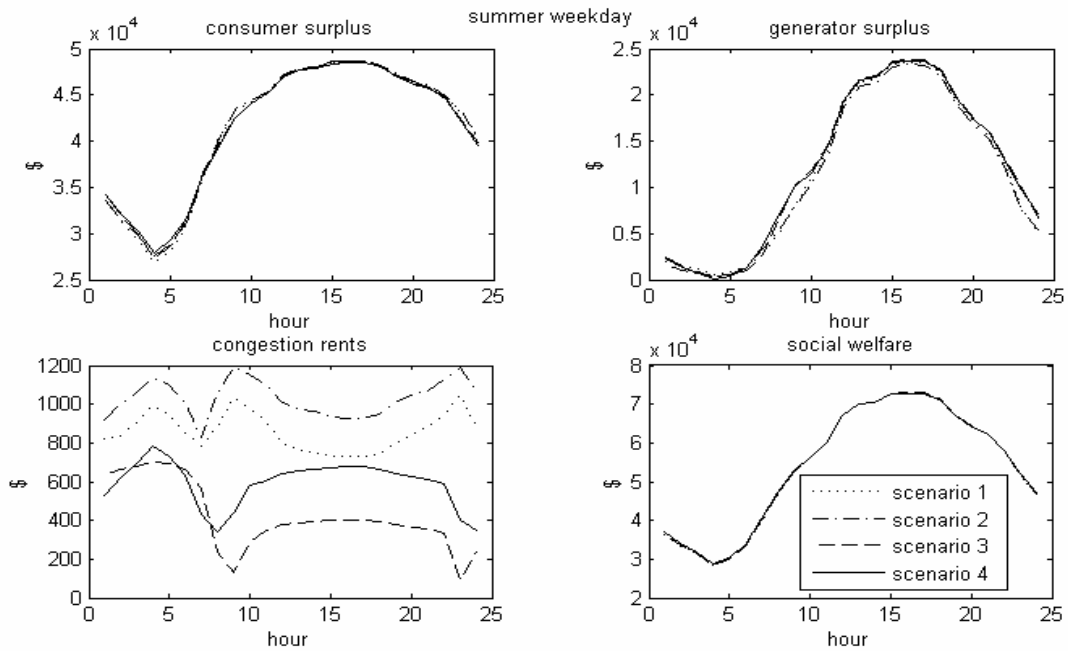 summer weekday
x 10^4
consumer surplus
5
4.5
4
3.5
3
2.5
$
0 5 10 15 20 25
hour
x 10^4
generator surplus
2.5
2
1.5
1
0.5
0
$
0 5 10 15 20 25
hour
congestion rents
1200
1000
800
600
400
200
0
$
0 5 10 15 20 25
hour
x 10^4
social welfare
8
7
6
5
4
3
2
$
scenario 1
scenario 2
scenario 3
scenario 4
0 5 10 15 20 25
hour